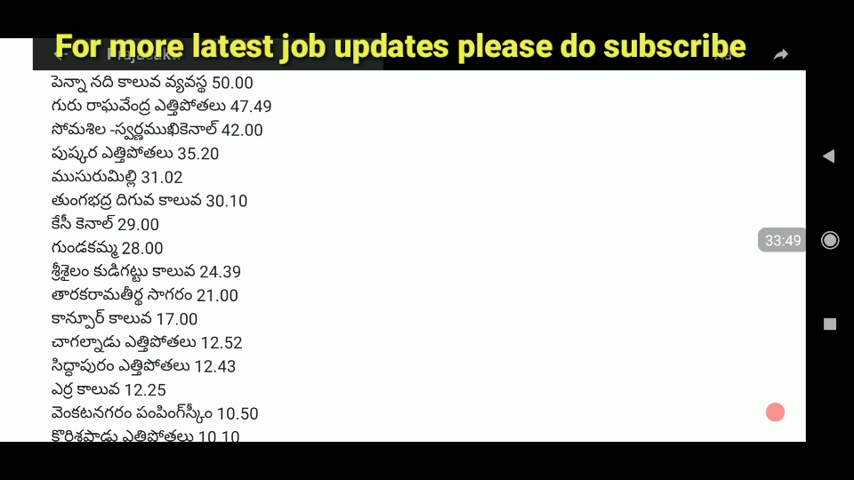 For more latest job updates please do subscribe
పెన్నా నది కాలువ వ్యవస్థ 50.00
గురు రాఘవేంద్ర ఎత్తిపోతలు 47.49
సోమశిల -స్వర్ణముఖికెనాల్ 42.00
పుష్కర ఎత్తిపోతలు 35.20
ముసురుమిల్లి 31.02
తుంగభద్ర దిగువ కాలువ 30.10
కేసీ కెనాల్ 29.00
గుండకమ్మ 28.00
శ్రీశైలం కుడిగట్టు కాలువ 24.39
తారకరామతీర్థ సాగరం 21.00
కాన్పూర్ కాలువ 17.00
చాగల్నాడు ఎత్తిపోతలు 12.52
సిద్ధాపురం ఎత్తిపోతలు 12.43
ఎర్ర కాలువ 12.25
వెంకటనగరం పంపింగ్‌స్కీం 10.50
కొరిశపాడు ఎత్తిపోతలు 10.10
33:49